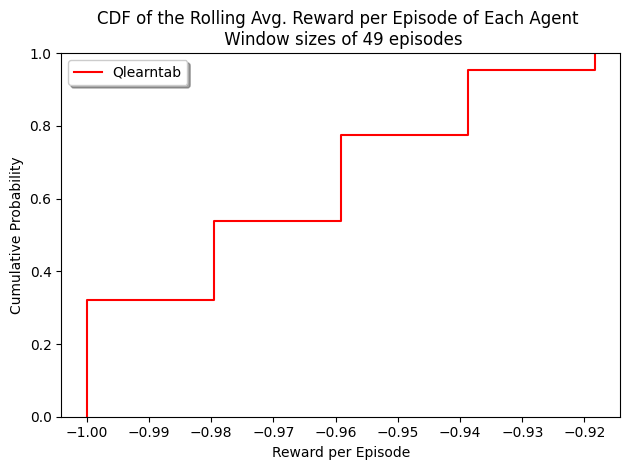 CDF of the Rolling Avg. Reward per Episode of Each Agent
Window sizes of 49 episodes
Qlearntab
Cumulative Probability
1.0
0.8
0.6
0.4
0.2
0.0
−1.00 −0.99 −0.98 −0.97 −0.96 −0.95 −0.94 −0.93 −0.92
Reward per Episode